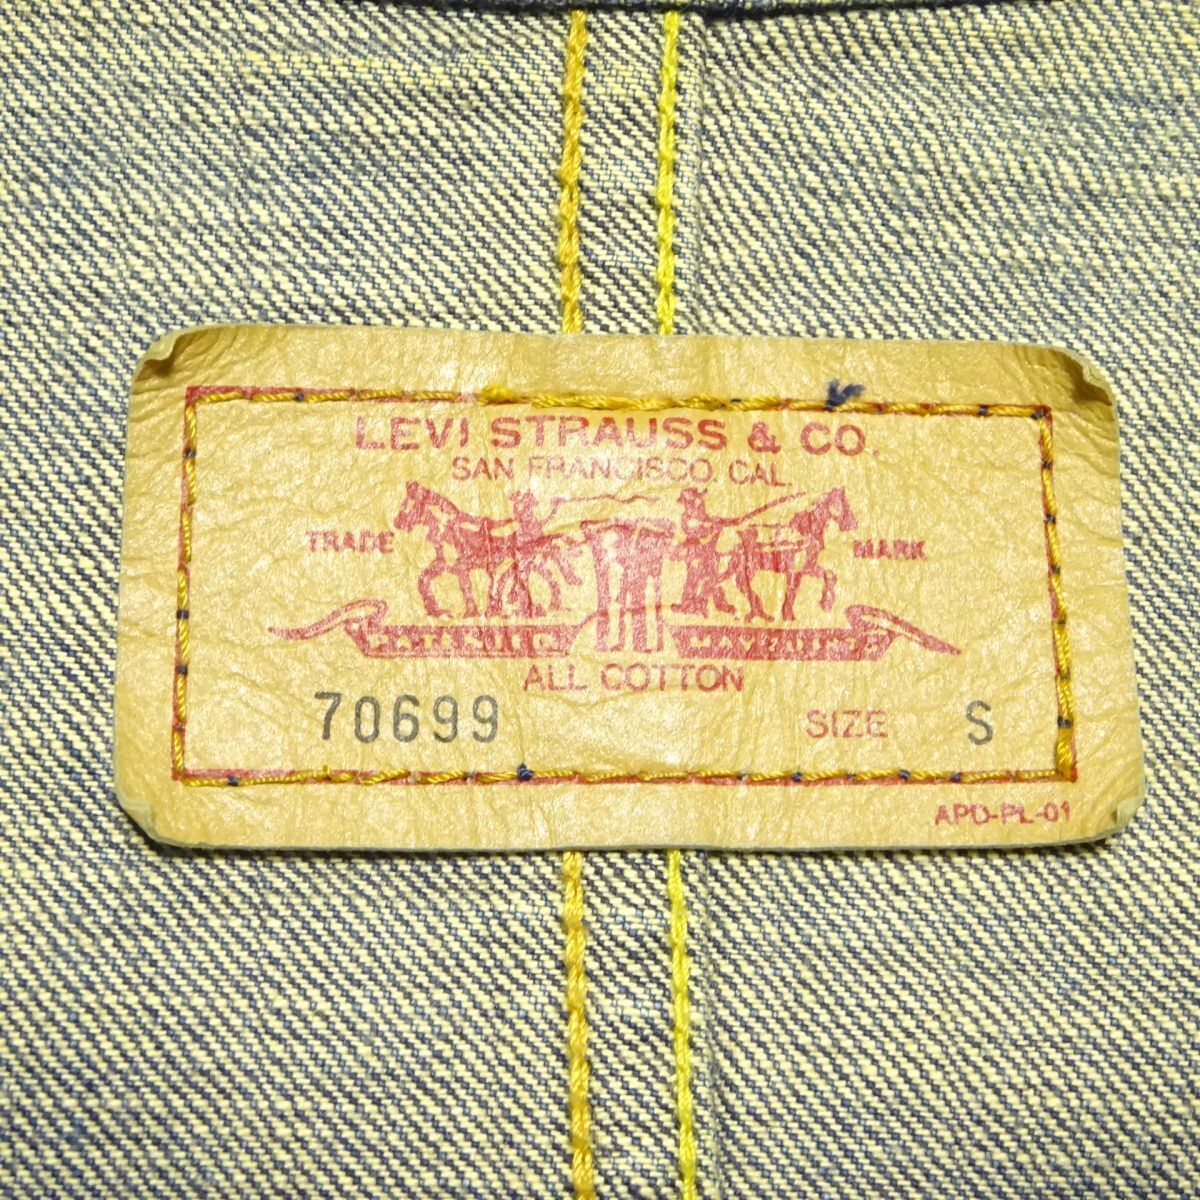 LEVI STRAUSS & CO.
SAN FRANCISCO, CAL.
TRADE MARK
ALL COTTON
70699 SIZE S
APD-PL-01